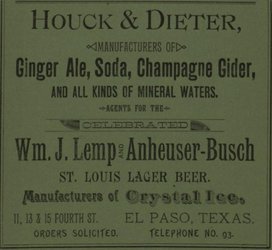 HOUCK & DIETER,
MANUFACTURERS OF
Ginger Ale, Soda, Champagne Cider,
AND ALL KINDS OF MINERAL WATERS.
AGENTS FOR THE
CELEBRATED
Wm. J. Lemp AND Anheuser-Busch
ST. LOUIS LAGER BEER.
Manufacturers of Crystal Ice.
11, 13 & 15 FOURTH ST. EL PASO, TEXAS.
ORDERS SOLICITED. TELEPHONE NO. 93.